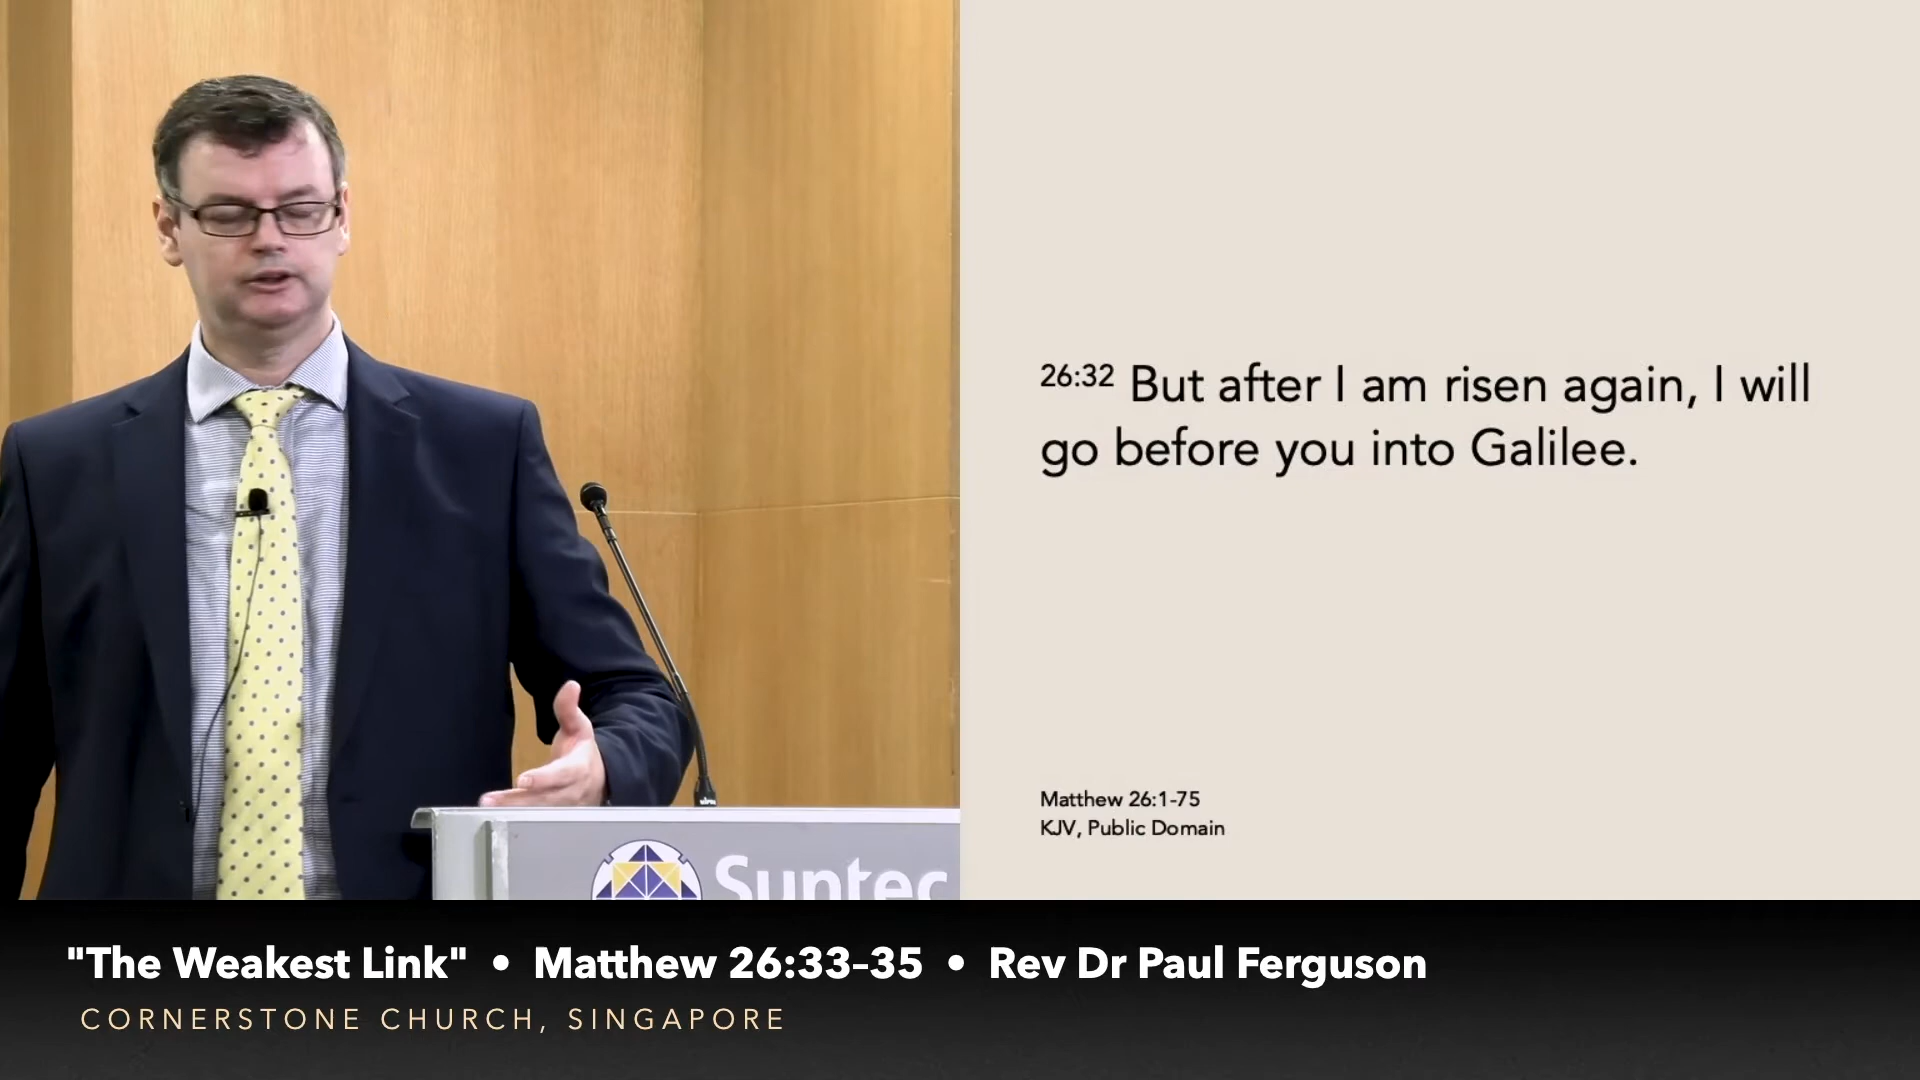 26:32 But after I am risen again, I will
go before you into Galilee.
Matthew 26:1-75
KJV, Public Domain
Suntec
"The Weakest Link" • Matthew 26:33–35 • Rev Dr Paul Ferguson
CORNERSTONE CHURCH, SINGAPORE